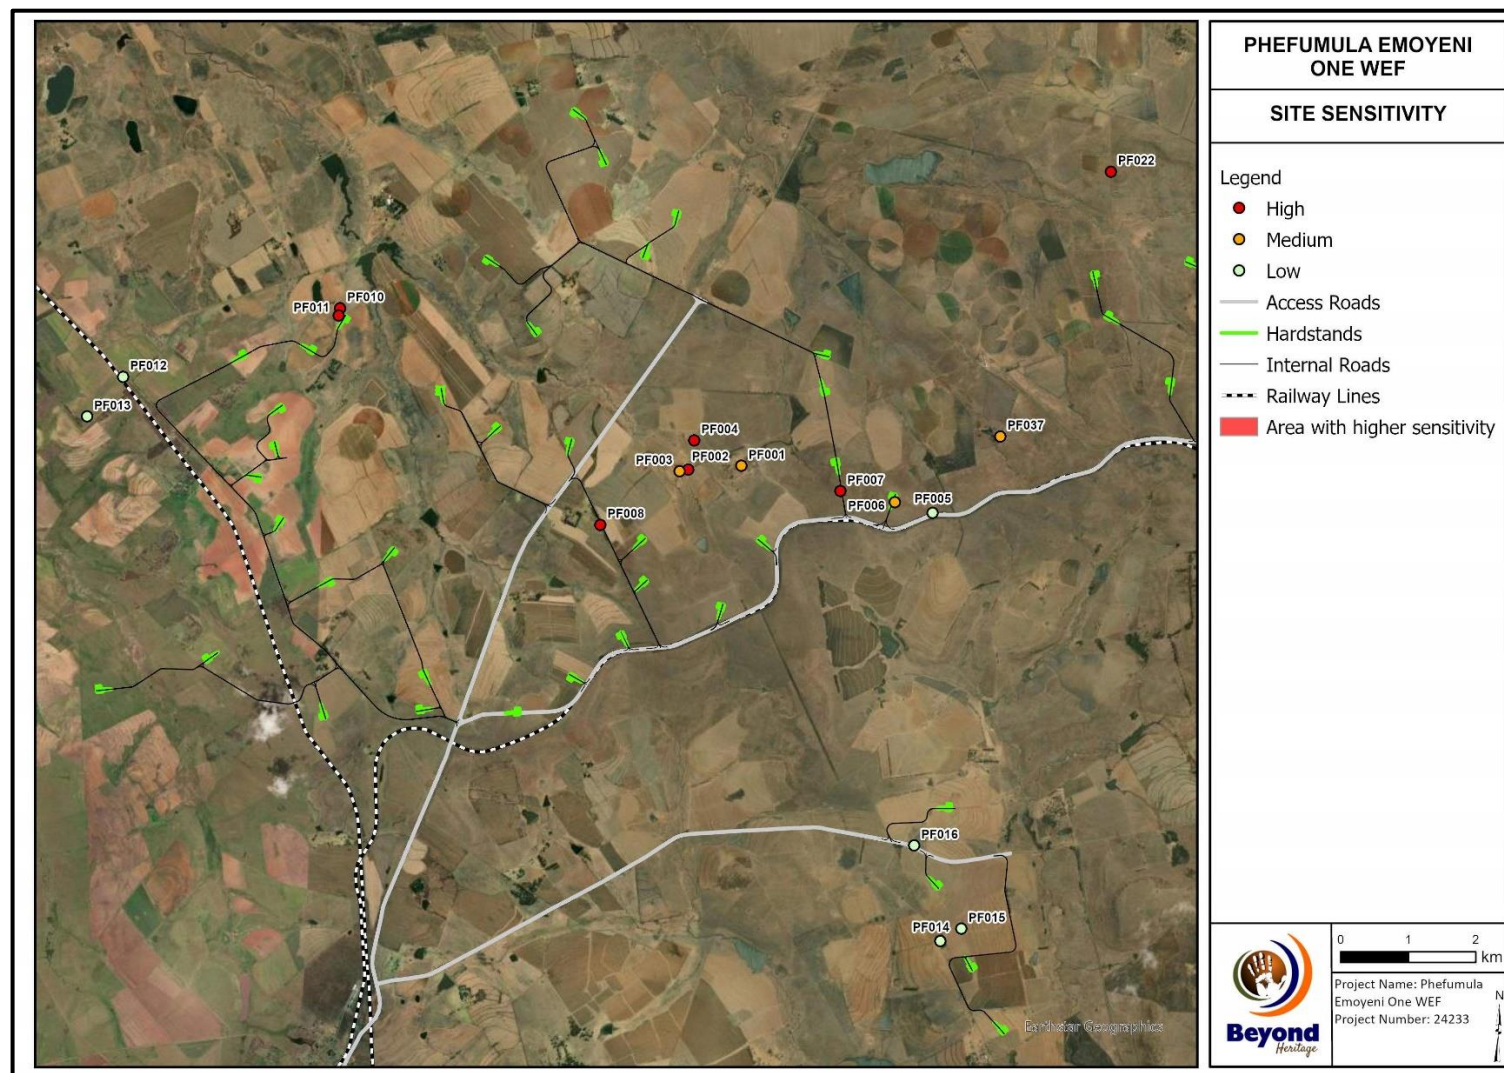 PHEFUMULA EMOYENI
ONE WEF
SITE SENSITIVITY
Legend
High
Medium
Low
Access Roads
Hardstands
Internal Roads
Railway Lines
Area with higher sensitivity
PF022
PF011
PF010
PF012
PF013
PF004
PF003
PF002
PF001
PF037
PF007
PF006
PF005
PF008
PF016
PF014
PF015
Earthstar Geographics
0 1 2
km
Project Name: Phefumula
Emoyeni One WEF
Project Number: 24233
N
Beyond
Heritage